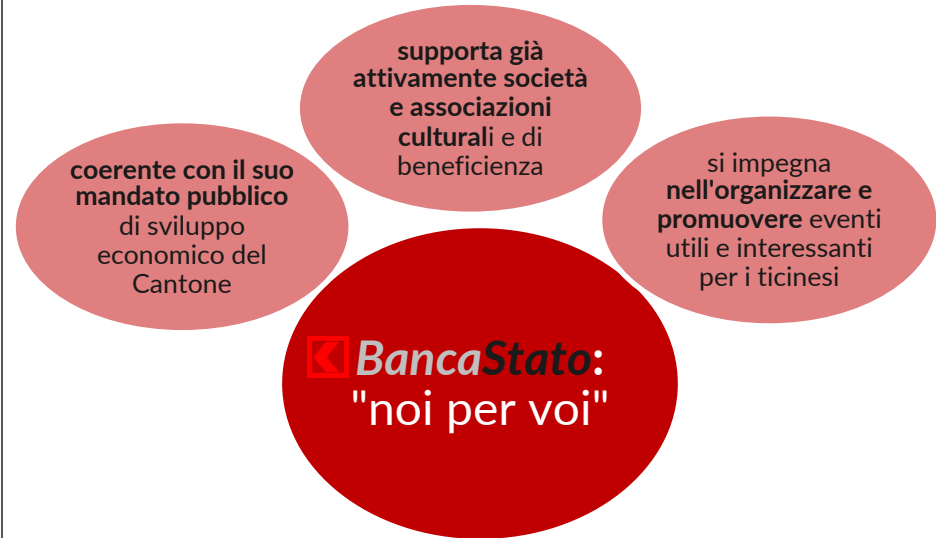 supporta già
attivamente società
e associazioni
culturali e di
beneficienza
coerente con il suo
mandato pubblico
di sviluppo
economico del
Cantone
si impegna
nell'organizzare e
promuovere eventi
utili e interessanti
per i ticinesi
BancaStato:
"noi per voi"